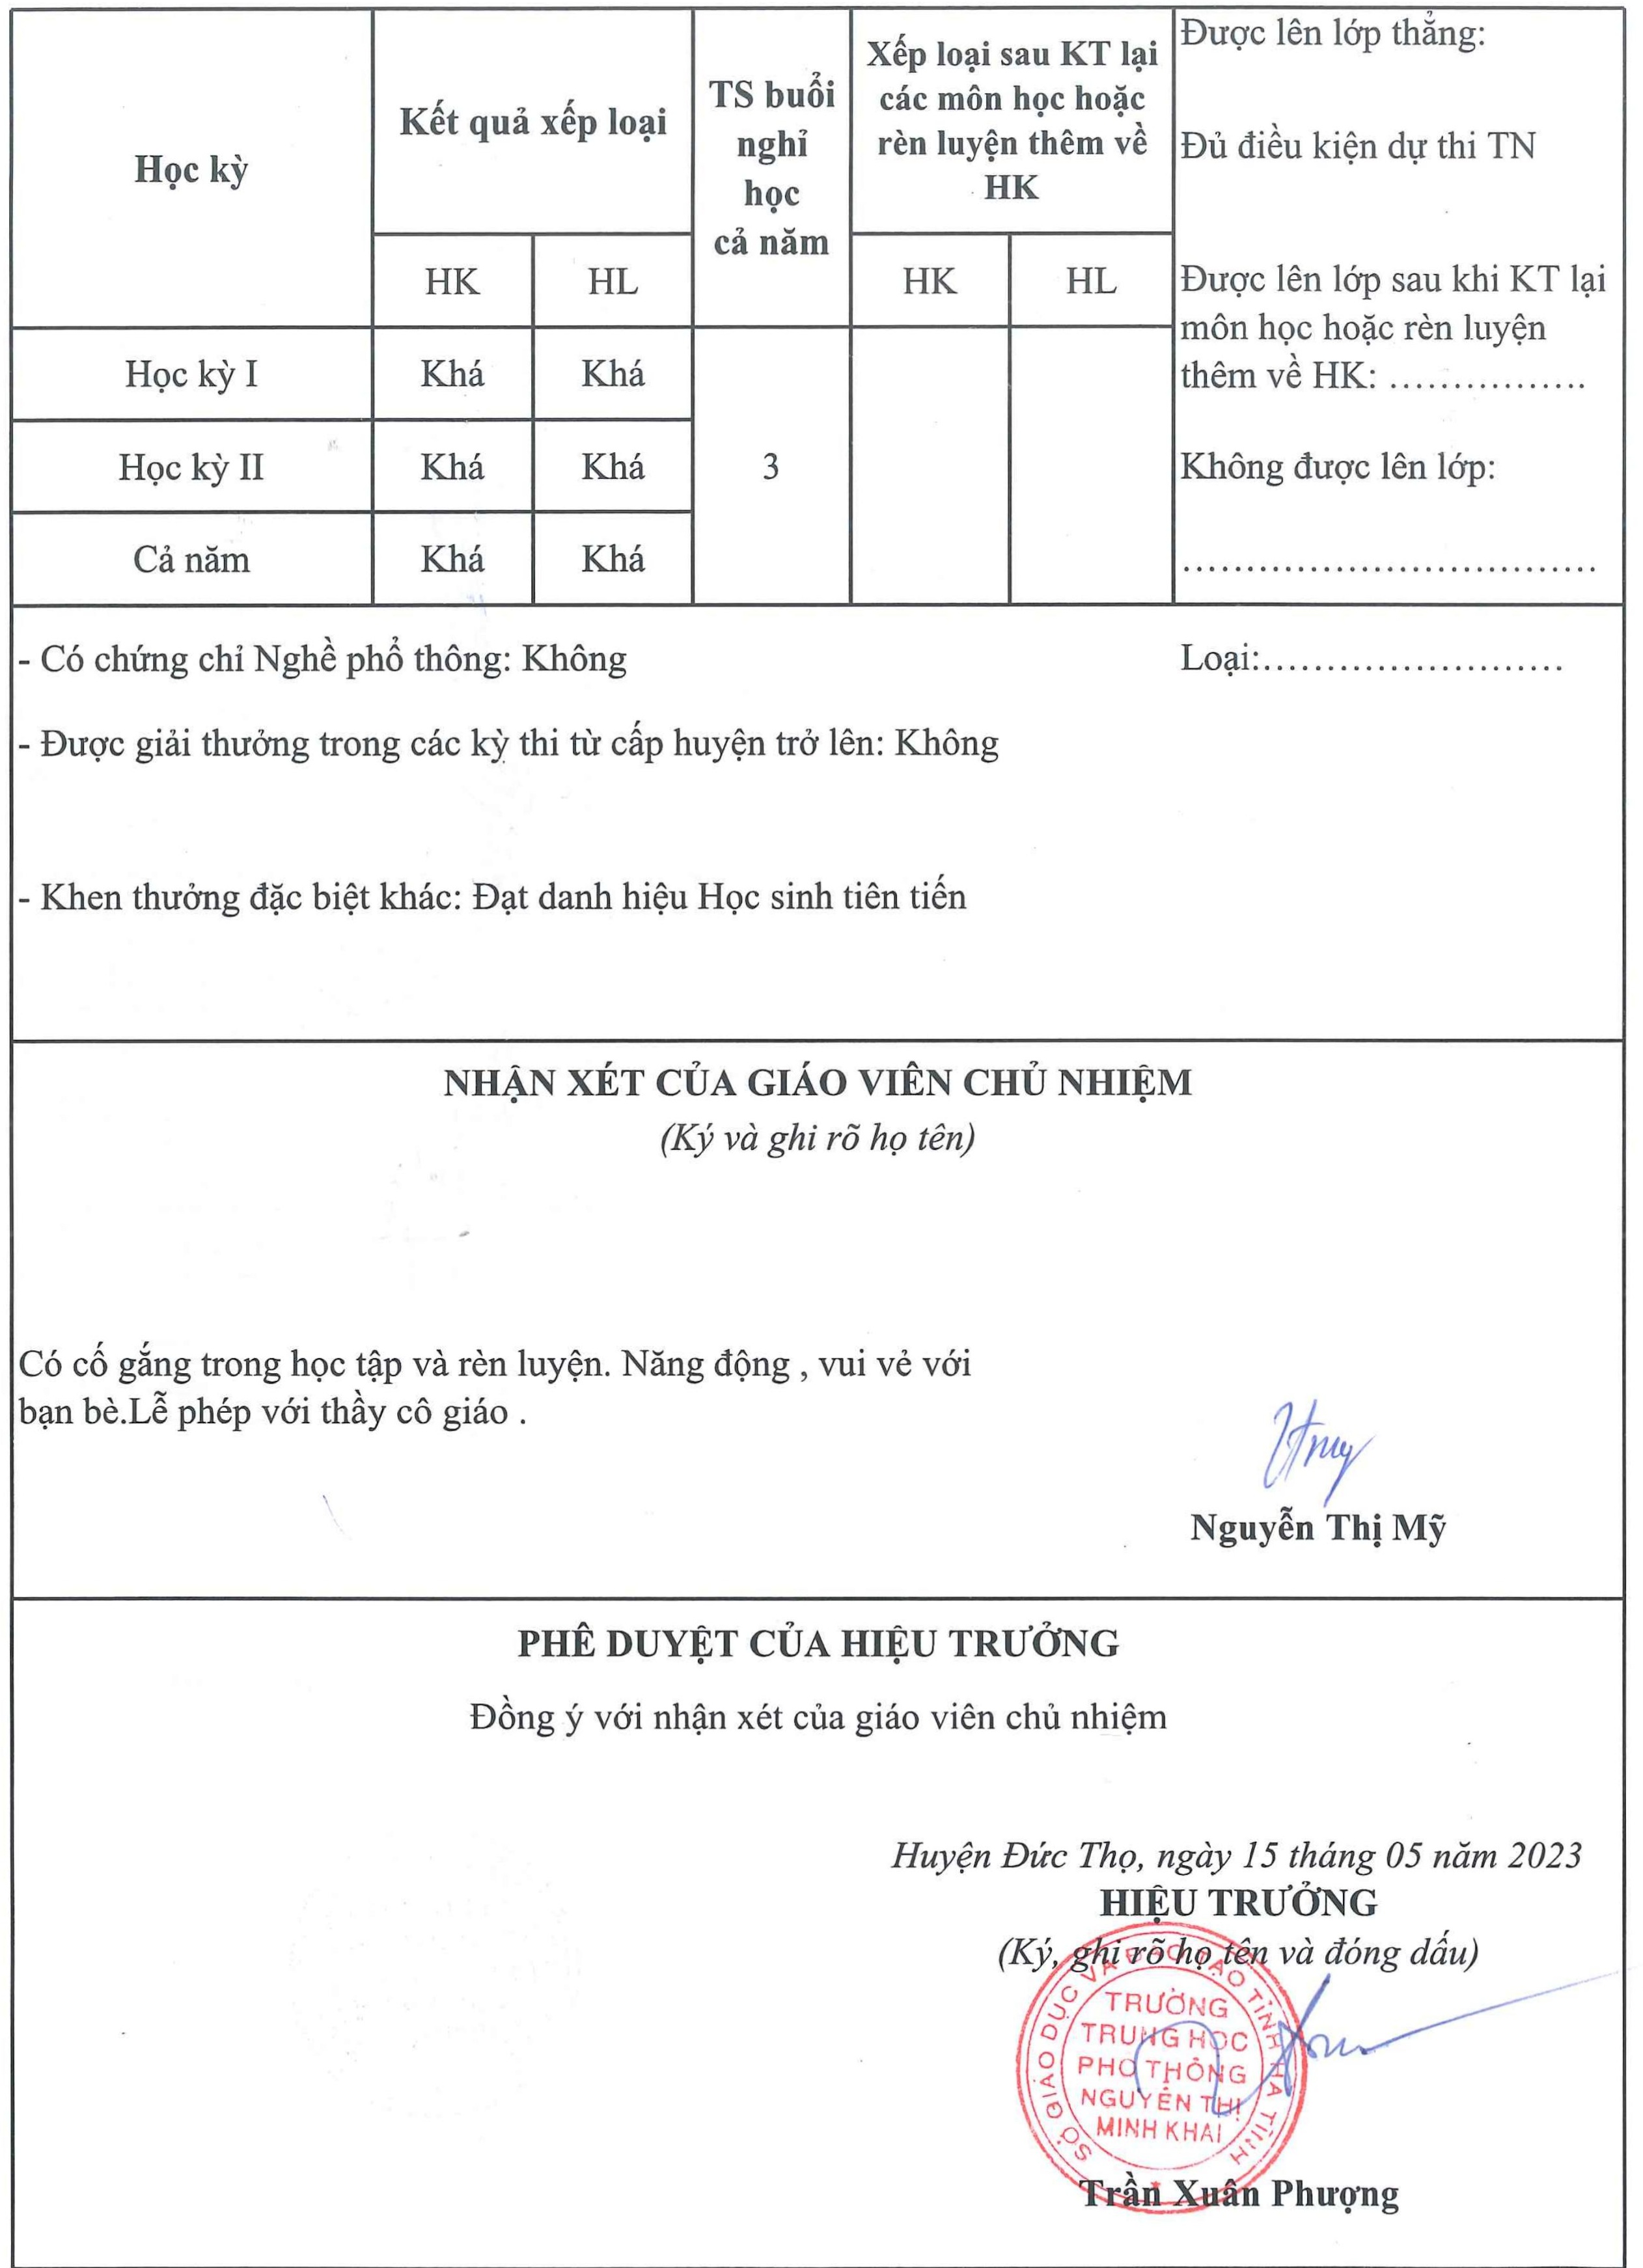 Học kỳ
Kết quả xếp loại
TS buổi
nghỉ
học
cả năm
Xếp loại sau KT lại
các môn học hoặc
rèn luyện thêm về
HK
HK
HL
HK
HL
Được lên lớp thẳng:
Đủ điều kiện dự thi TN
Được lên lớp sau khi KT lại
môn học hoặc rèn luyện
thêm về HK: ................
Không được lên lớp:
.................................
Học kỳ I
Khá
Khá
Học kỳ II
Khá
Khá
3
Cả năm
Khá
Khá
- Có chứng chỉ Nghề phổ thông: Không
Loại:........................
- Được giải thưởng trong các kỳ thi từ cấp huyện trở lên: Không
- Khen thưởng đặc biệt khác: Đạt danh hiệu Học sinh tiên tiến
NHẬN XÉT CỦA GIÁO VIÊN CHỦ NHIỆM
(Ký và ghi rõ họ tên)
Có cố gắng trong học tập và rèn luyện. Năng động , vui vẻ với
bạn bè.Lễ phép với thầy cô giáo .
Nguyễn Thị Mỹ
PHÊ DUYỆT CỦA HIỆU TRƯỞNG
Đồng ý với nhận xét của giáo viên chủ nhiệm
Huyện Đức Thọ, ngày 15 tháng 05 năm 2023
HIỆU TRƯỞNG
(Ký, ghi rõ họ tên và đóng dấu)
SỞ GIÁO DỤC VÀ ĐÀO TẠO TỈNH HÀ TĨNH
TRƯỜNG
TRUNG HỌC
PHỔ THÔNG
NGUYỄN THỊ
MINH KHAI
Trần Xuân Phượng